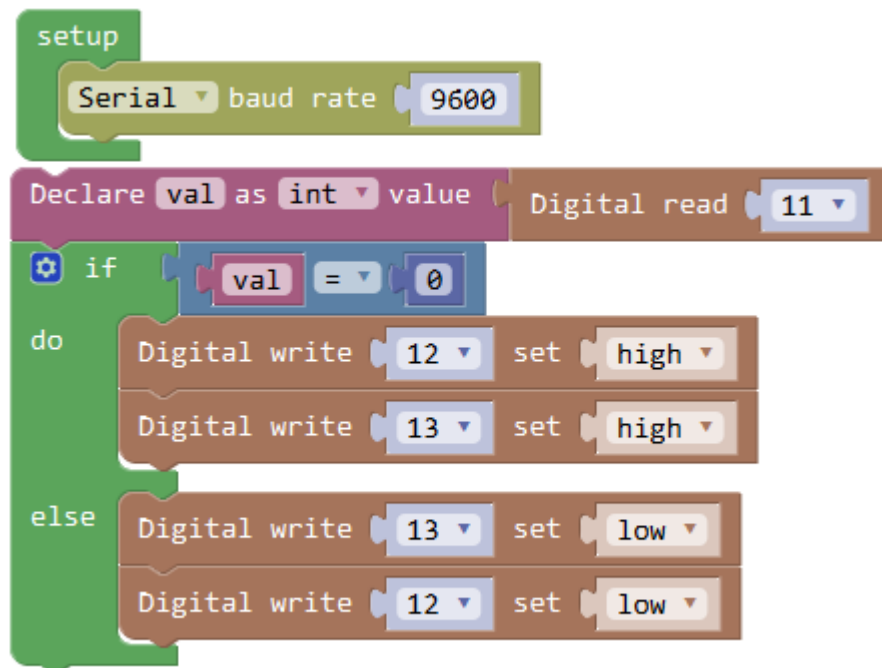 setup
Serial baud rate 9600
Declare val as int value Digital read 11
if val = 0
do Digital write 12 set high
Digital write 13 set high
else Digital write 13 set low
Digital write 12 set low